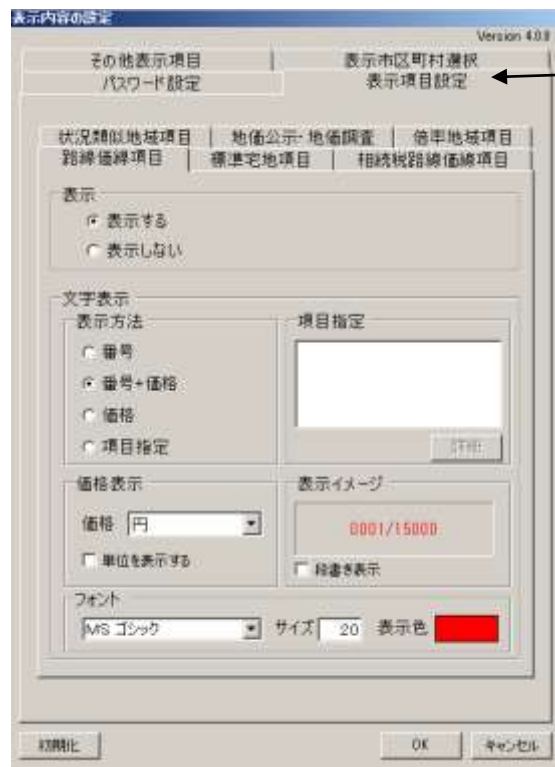 表示内容の設定
Version 4.0.0
その他表示項目 表示市区町村選択
パスワード設定 表示項目設定
状況類似地域項目 地価公示・地価調査 倍率地域項目
路線価線項目 標準宅地項目 相続税路線価線項目
表示
表示する
表示しない
文字表示
表示方法
番号
番号+価格
価格
項目指定
項目指定
詳細
価格表示
価格 円
単位を表示する
表示イメージ
0001/15000
段書き表示
フォント
MS ゴシック サイズ 20 表示色
初期化 OK キャンセル